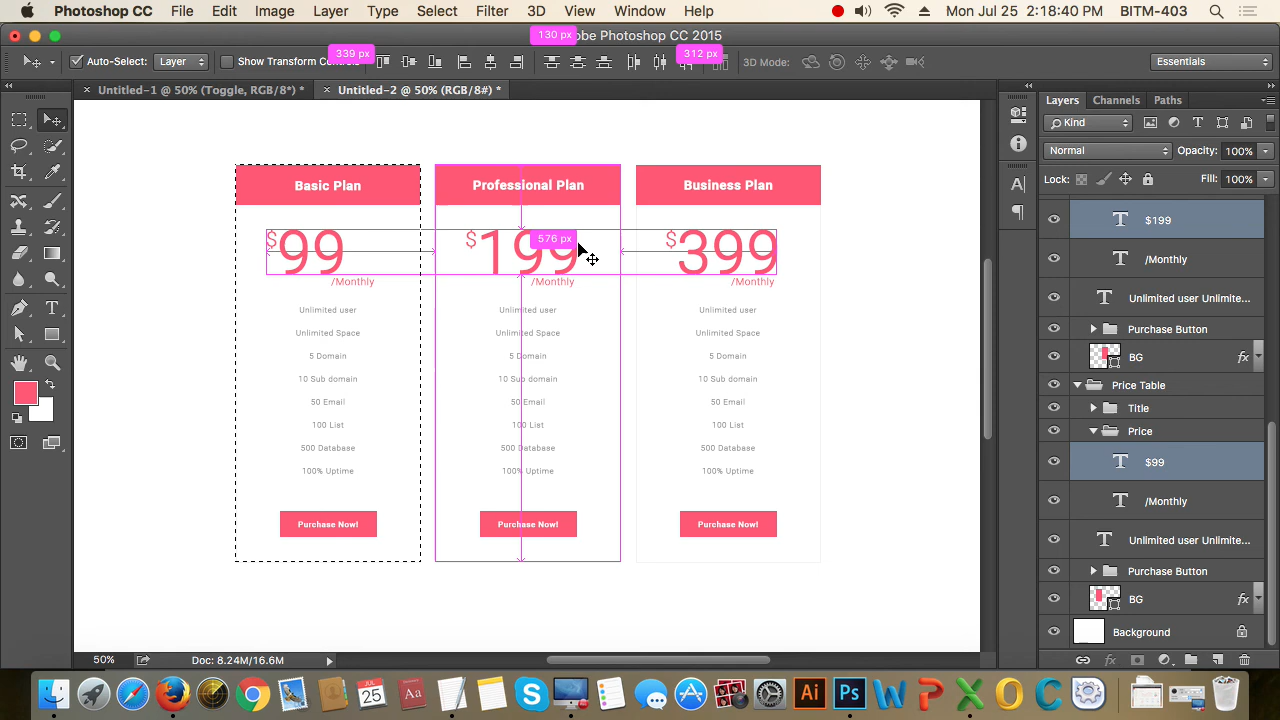 Photoshop CC File Edit Image Layer Type Select Filter 3D View Window Help Mon Jul 25 2:18:40 PM BITM-403
130 px
Adobe Photoshop CC 2015
339 px
312 px
Auto-Select: Layer Show Transform Controls 3D Mode: Essentials
Untitled-1 @ 50% (Toggle, RGB/8*) * Untitled-2 @ 50% (RGB/8#) *
Layers Channels Paths
Kind
Normal Opacity: 100%
Lock: Fill: 100%
Basic Plan Professional Plan Business Plan
$99 $199 $399
576 px
/Monthly /Monthly /Monthly
Unlimited user Unlimited user Unlimited user
Unlimited Space Unlimited Space Unlimited Space
5 Domain 5 Domain 5 Domain
10 Sub domain 10 Sub domain 10 Sub domain
50 Email 50 Email 50 Email
100 List 100 List 100 List
500 Database 500 Database 500 Database
100% Uptime 100% Uptime 100% Uptime
Purchase Now! Purchase Now! Purchase Now!
$199
/Monthly
Unlimited user Unlimite...
Purchase Button
BG fx
Price Table
Title
Price
$99
/Monthly
Unlimited user Unlimite...
Purchase Button
BG fx
Background
50% Doc: 8.24M/16.6M
JUL
25
Aa
Ai
Ps